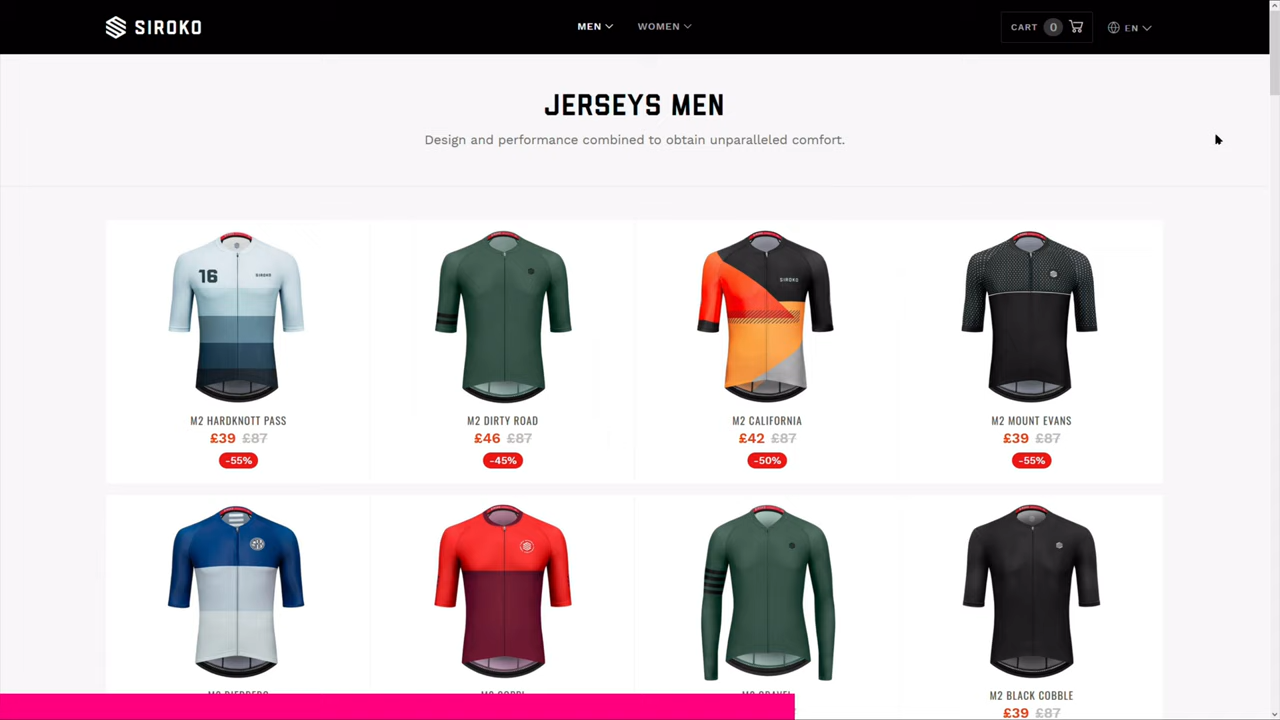 SIROKO
MEN
WOMEN
CART 0
EN
JERSEYS MEN
Design and performance combined to obtain unparalleled comfort.
16
SIROKO
SIROKO
M2 HARDKNOTT PASS
£39 £87
-55%
M2 DIRTY ROAD
£46 £87
-45%
M2 CALIFORNIA
£42 £87
-50%
M2 MOUNT EVANS
£39 £87
-55%
M2 BLACK COBBLE
£39 £87